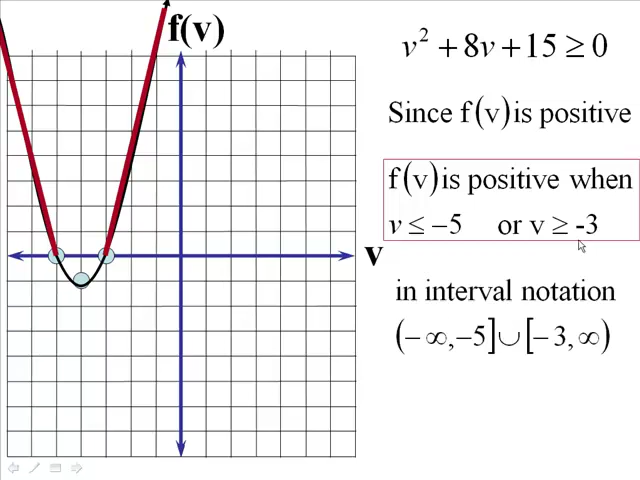 f(v)
v
v² + 8v + 15 ≥ 0
Since f(v) is positive
f(v) is positive when
v ≤ −5 or v ≥ -3
in interval notation
(− ∞, −5] ∪ [− 3, ∞)